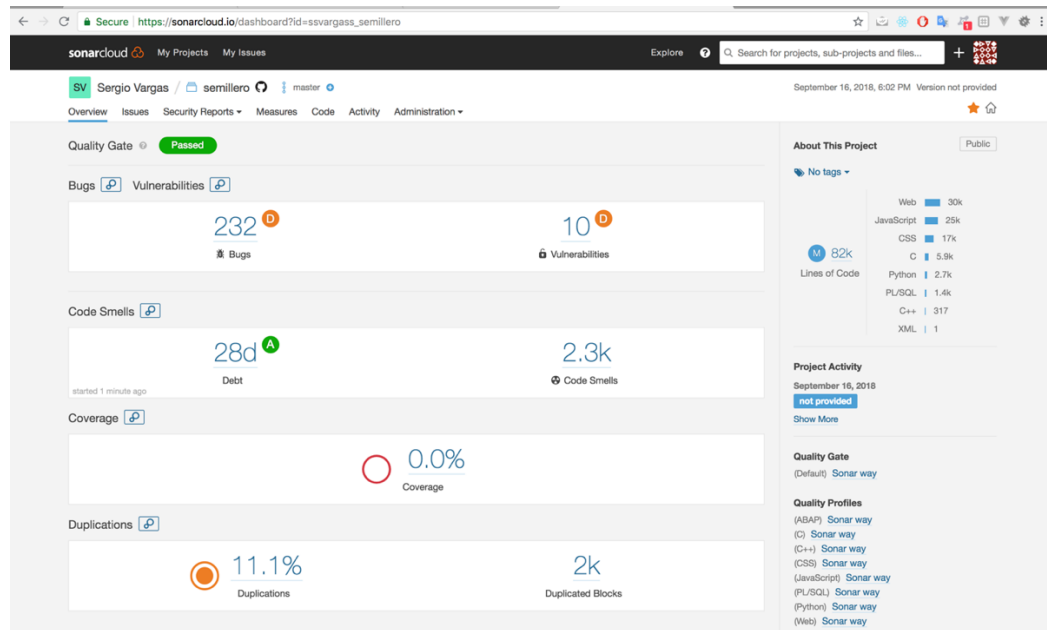 Secure | https://sonarcloud.io/dashboard?id=ssvargass_semillero
sonarcloud My Projects My Issues Explore ? Search for projects, sub-projects and files... +
SV Sergio Vargas / semillero master September 16, 2018, 6:02 PM Version not provided
Overview Issues Security Reports Measures Code Activity Administration
Quality Gate ? Passed
Bugs Vulnerabilities
232 D
Bugs
10 D
Vulnerabilities
Code Smells
28d A
Debt
started 1 minute ago
2.3k
Code Smells
Coverage
0.0%
Coverage
Duplications
11.1%
Duplications
2k
Duplicated Blocks
About This Project Public
No tags
M 82k
Lines of Code
Web 30k
JavaScript 25k
CSS 17k
C 5.9k
Python 2.7k
PL/SQL 1.4k
C++ 317
XML 1
Project Activity
September 16, 2018
not provided
Show More
Quality Gate
(Default) Sonar way
Quality Profiles
(ABAP) Sonar way
(C) Sonar way
(C++) Sonar way
(CSS) Sonar way
(JavaScript) Sonar way
(PL/SQL) Sonar way
(Python) Sonar way
(Web) Sonar way